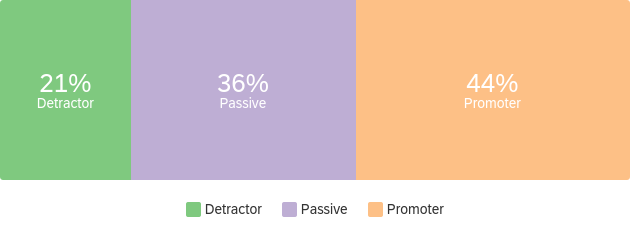 21% 36% 44%
Detractor Passive Promoter
Detractor Passive Promoter